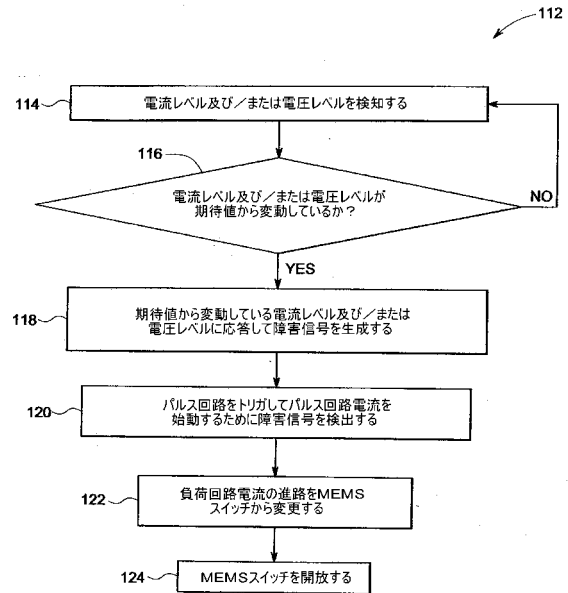 112
114
電流レベル及び／または電圧レベルを検知する
116
電流レベル及び／または電圧レベルが
期待値から変動しているか？
NO
YES
118
期待値から変動している電流レベル及び／または
電圧レベルに応答して障害信号を生成する
120
パルス回路をトリガしてパルス回路電流を
始動するために障害信号を検出する
122
負荷回路電流の進路をMEMS
スイッチから変更する
124
MEMSスイッチを開放する